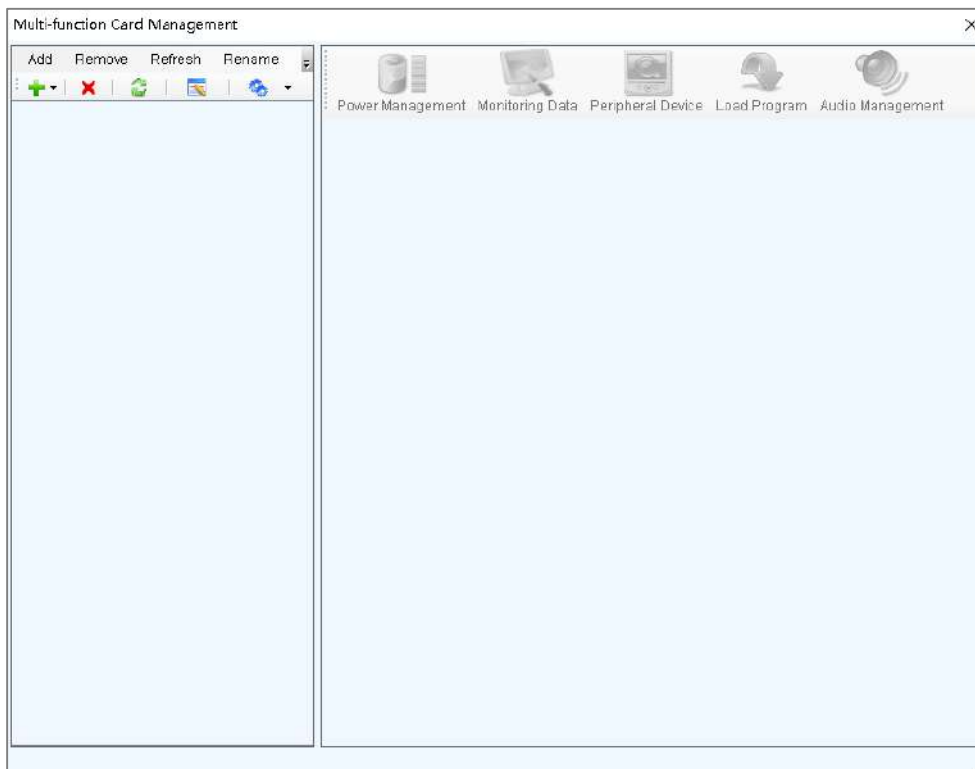 Multi-function Card Management
Add Remove Refresh Rename
Power Management Monitoring Data Peripheral Device Load Program Audio Management